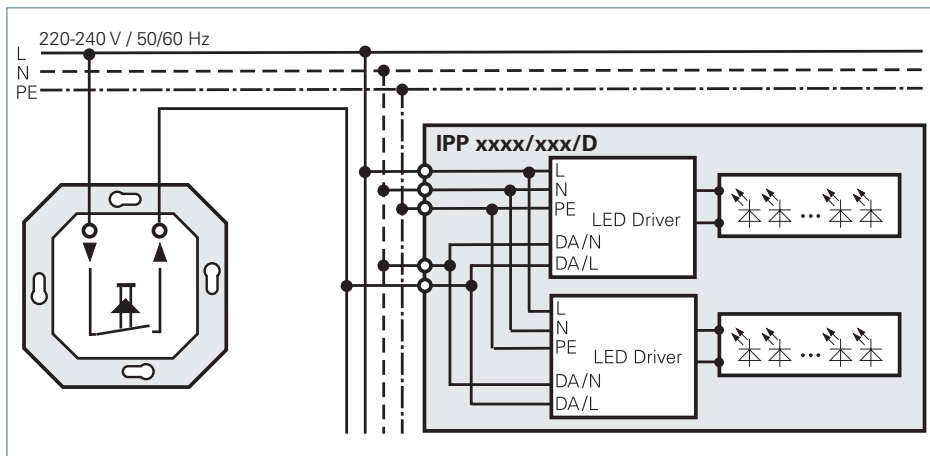 220-240 V / 50/60 Hz
L
N
PE
IPP xxxx/xxx/D
L
N
PE
LED Driver
DA/N
DA/L
...
L
N
PE
LED Driver
DA/N
DA/L
...